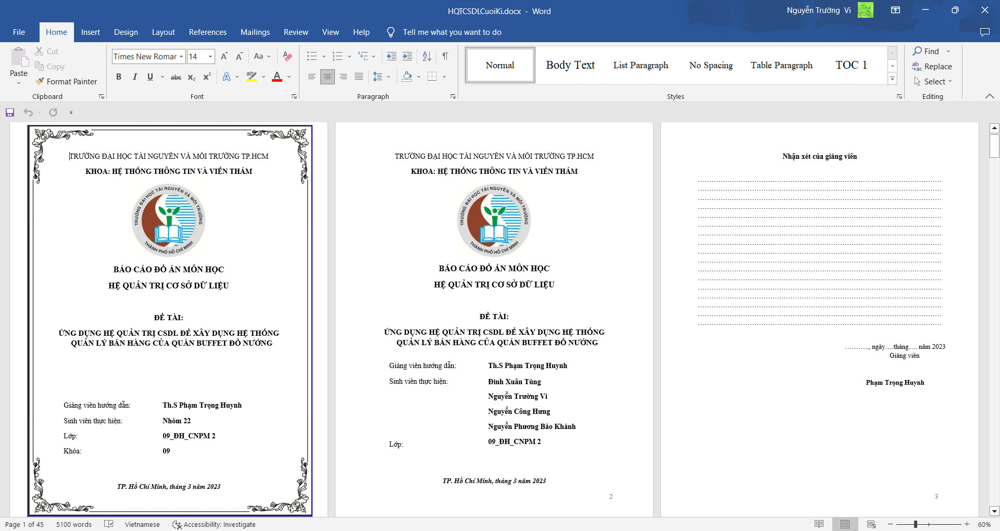 HQTCSDLCuoiKi.docx - Word
Nguyễn Trường Vi
File Home Insert Design Layout References Mailings Review View Help Tell me what you want to do
Paste
Cut
Copy
Format Painter
Clipboard
Times New Roman 14
Font
Paragraph
Normal Body Text List Paragraph No Spacing Table Paragraph TOC 1
Styles
Find
Replace
Select
Editing
TRƯỜNG ĐẠI HỌC TÀI NGUYÊN VÀ MÔI TRƯỜNG TP.HCM
KHOA: HỆ THỐNG THÔNG TIN VÀ VIỄN THÁM
TRƯỜNG ĐẠI HỌC TÀI NGUYÊN VÀ MÔI TRƯỜNG
THÀNH PHỐ HỒ CHÍ MINH
BÁO CÁO ĐỒ ÁN MÔN HỌC
HỆ QUẢN TRỊ CƠ SỞ DỮ LIỆU
ĐỀ TÀI:
ỨNG DỤNG HỆ QUẢN TRỊ CSDL ĐỂ XÂY DỤNG HỆ THỐNG
QUẢN LÝ BÁN HÀNG CỦA QUÁN BUFFET ĐỒ NƯỚNG
Giảng viên hướng dẫn: Th.S Phạm Trọng Huynh
Sinh viên thực hiện: Nhóm 22
Lớp: 09_ĐH_CNPM 2
Khóa: 09
TP. Hồ Chí Minh, tháng 3 năm 2023
TRƯỜNG ĐẠI HỌC TÀI NGUYÊN VÀ MÔI TRƯỜNG TP.HCM
KHOA: HỆ THỐNG THÔNG TIN VÀ VIỄN THÁM
TRƯỜNG ĐẠI HỌC TÀI NGUYÊN VÀ MÔI TRƯỜNG
THÀNH PHỐ HỒ CHÍ MINH
BÁO CÁO ĐỒ ÁN MÔN HỌC
HỆ QUẢN TRỊ CƠ SỞ DỮ LIỆU
ĐỀ TÀI:
ỨNG DỤNG HỆ QUẢN TRỊ CSDL ĐỂ XÂY DỤNG HỆ THỐNG
QUẢN LÝ BÁN HÀNG CỦA QUÁN BUFFET ĐỒ NƯỚNG
Giảng viên hướng dẫn: Th.S Phạm Trọng Huynh
Sinh viên thực hiện: Đinh Xuân Tùng
Nguyễn Trường Vi
Nguyễn Công Hưng
Nguyễn Phương Bảo Khánh
Lớp: 09_ĐH_CNPM 2
TP. Hồ Chí Minh, tháng 3 năm 2023
2
Nhận xét của giảng viên
……….., ngày….tháng…. năm 2023
Giảng viên
Phạm Trọng Huynh
3
Page 1 of 45 5100 words Vietnamese Accessibility: Investigate 60%